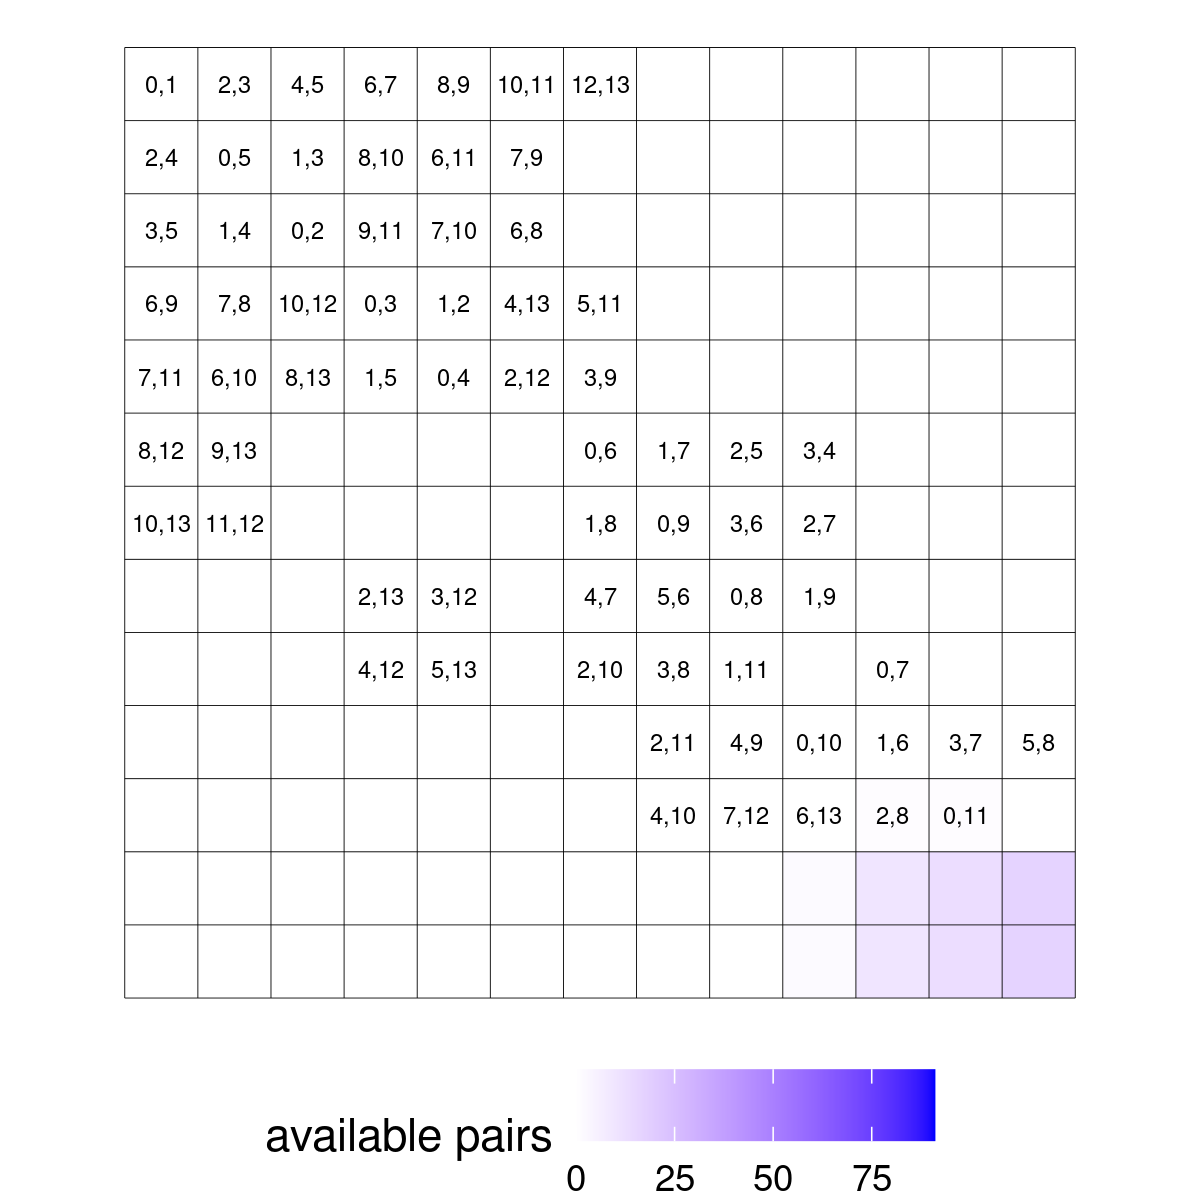 0,1 2,3 4,5 6,7 8,9 10,11 12,13
2,4 0,5 1,3 8,10 6,11 7,9
3,5 1,4 0,2 9,11 7,10 6,8
6,9 7,8 10,12 0,3 1,2 4,13 5,11
7,11 6,10 8,13 1,5 0,4 2,12 3,9
8,12 9,13 0,6 1,7 2,5 3,4
10,13 11,12 1,8 0,9 3,6 2,7
2,13 3,12 4,7 5,6 0,8 1,9
4,12 5,13 2,10 3,8 1,11 0,7
2,11 4,9 0,10 1,6 3,7 5,8
4,10 7,12 6,13 2,8 0,11
available pairs
0 25 50 75